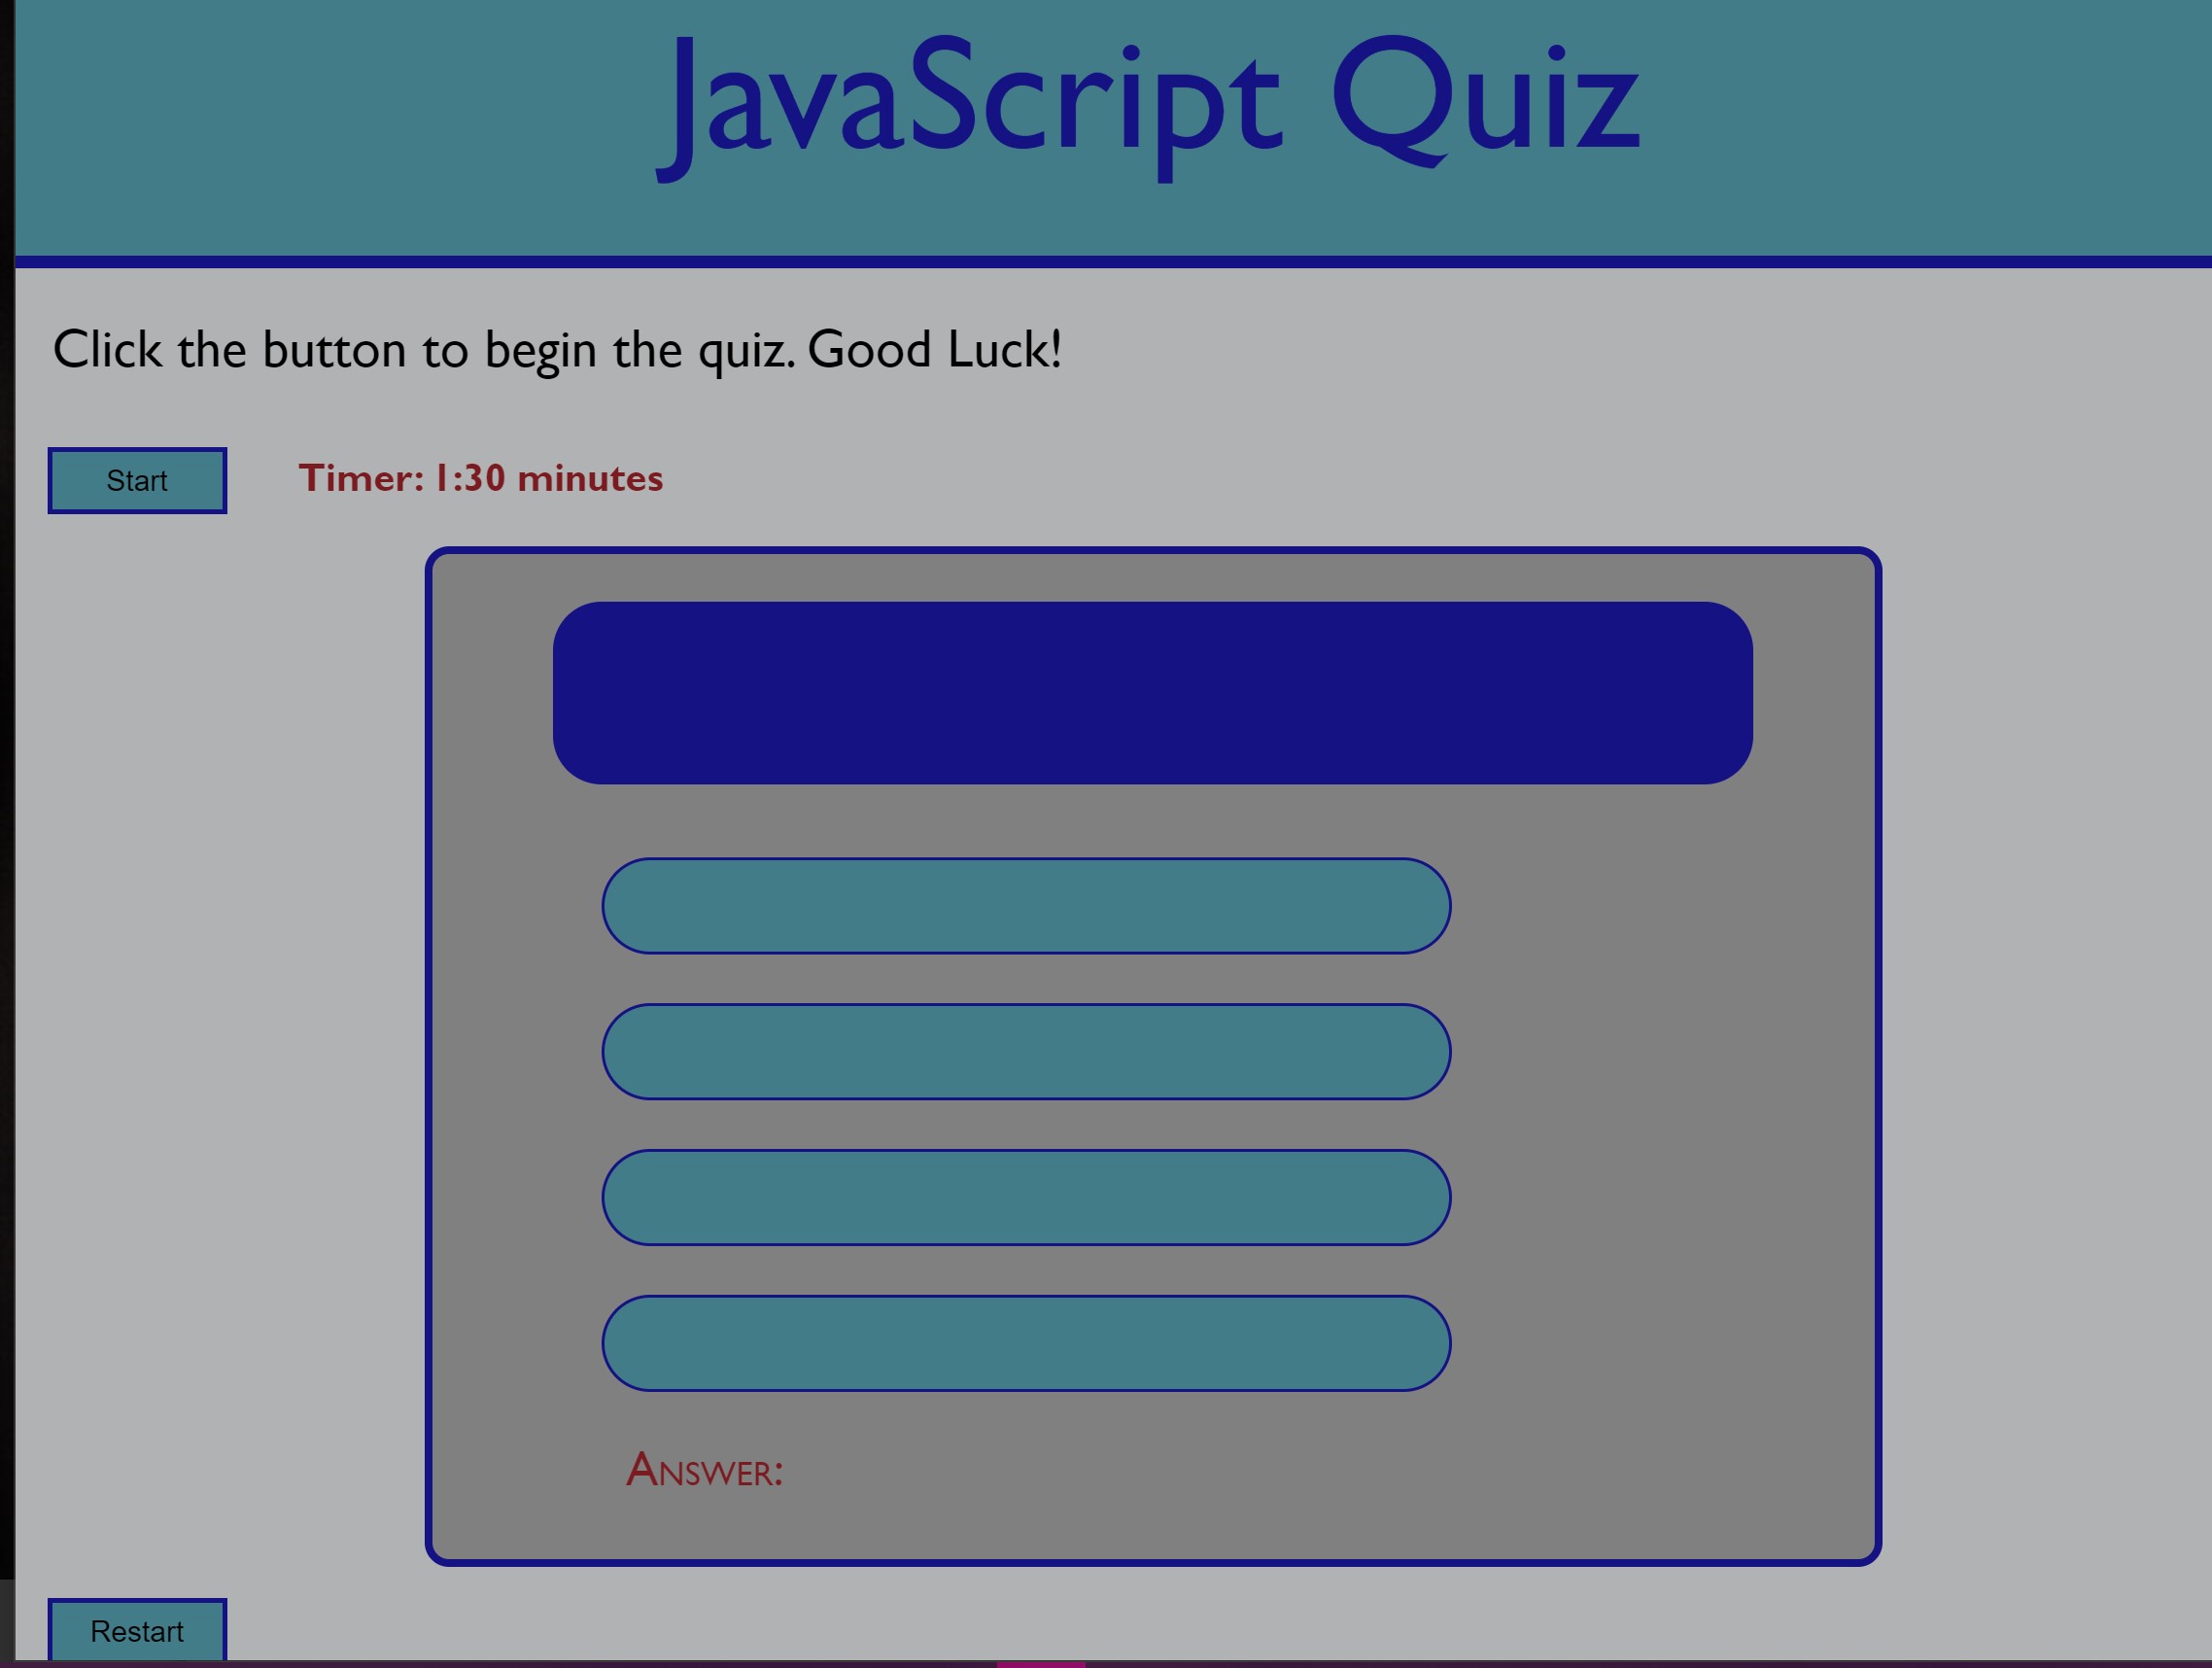 JavaScript Quiz
Click the button to begin the quiz. Good Luck!
Start
Timer: 1:30 minutes
Answer:
Restart